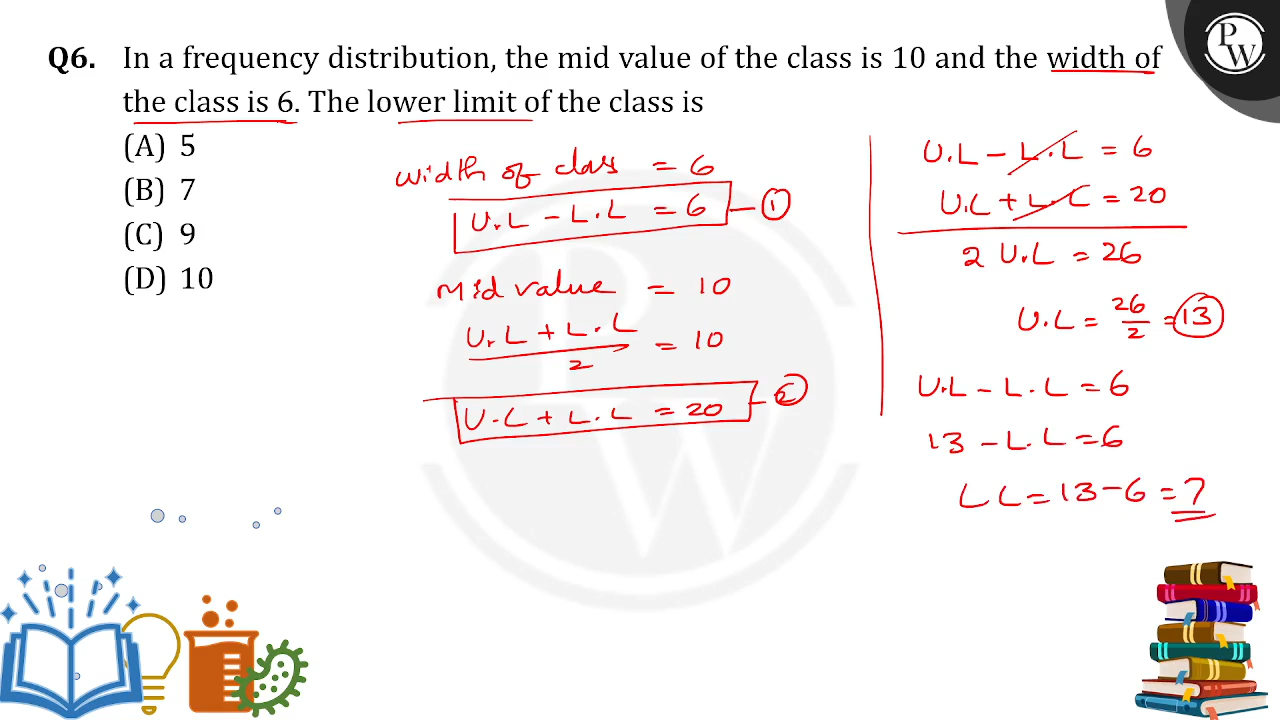 Q6. In a frequency distribution, the mid value of the class is 10 and the width of
the class is 6. The lower limit of the class is
(A) 5
(B) 7
(C) 9
(D) 10
width of class = 6
U.L - L.L = 6 - ①
Mid value = 10
U.L + L.L / 2 = 10
U.L + L.L = 20 - ②
U.L - L.L = 6
U.L + L.L = 20
2 U.L = 26
U.L = 26/2 = 13
U.L - L.L = 6
13 - L.L = 6
LL = 13 - 6 = 7
PW
PW